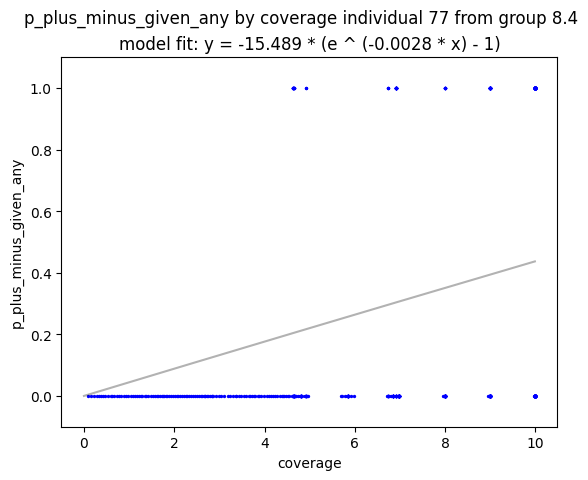 p_plus_minus_given_any by coverage individual 77 from group 8.4
model fit: y = -15.489 * (e ^ (-0.0028 * x) - 1)
1.0
0.8
0.6
0.4
0.2
0.0
p_plus_minus_given_any
0 2 4 6 8 10
coverage